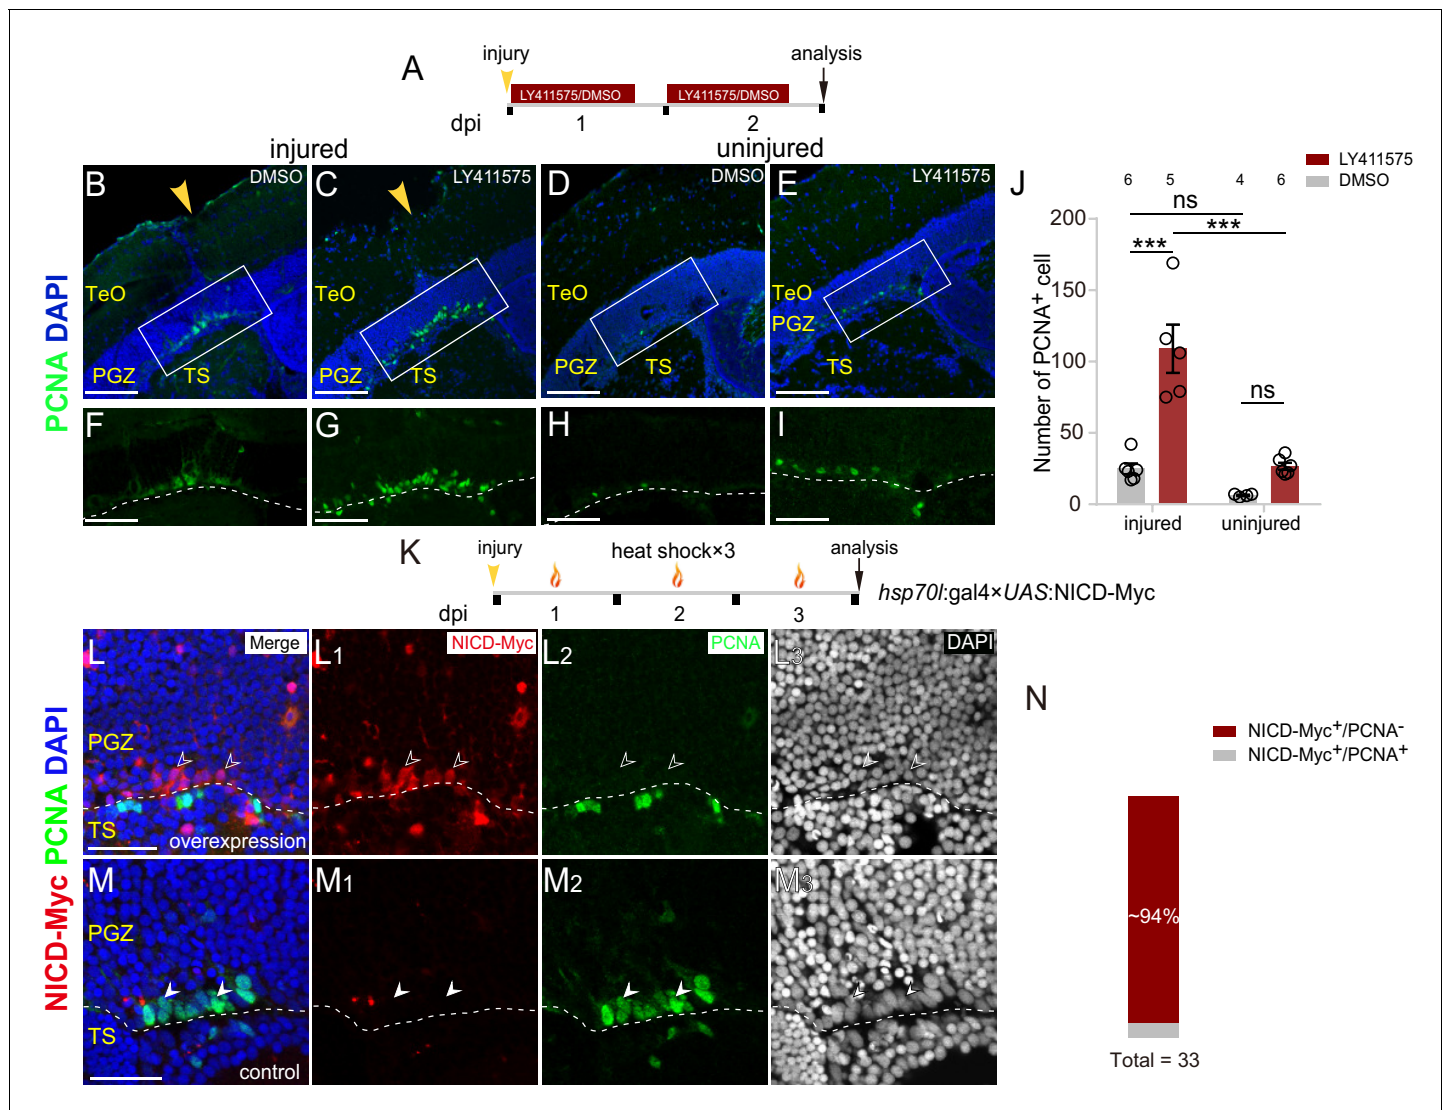 A
injury
analysis
LY411575/DMSO
LY411575/DMSO
dpi
1
2
injured
uninjured
PCNA DAPI
B
DMSO
TeO
PGZ
TS
C
LY411575
TeO
PGZ
TS
D
DMSO
TeO
PGZ
TS
E
LY411575
TeO
PGZ
TS
F
G
H
I
J
LY411575
DMSO
6
5
4
6
ns
***
***
ns
Number of PCNA+ cell
200
150
100
50
0
injured
uninjured
K
injury
heat shock×3
analysis
hsp70l:gal4×UAS:NICD-Myc
dpi
1
2
3
NICD-Myc PCNA DAPI
L
Merge
PGZ
TS
overexpression
L1
NICD-Myc
L2
PCNA
L3
DAPI
M
PGZ
TS
control
M1
M2
M3
N
NICD-Myc+/PCNA-
NICD-Myc+/PCNA+
~94%
Total = 33